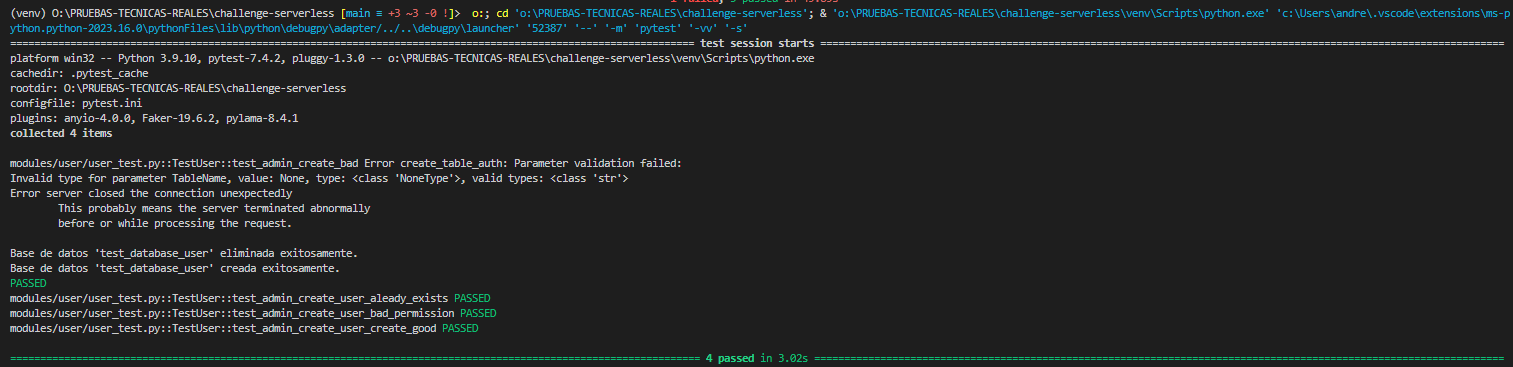 (venv) O:\PRUEBAS-TECNICAS-REALES\challenge-serverless [main ≡ +3 ~3 -0 !]>  o:; cd 'o:\PRUEBAS-TECNICAS-REALES\challenge-serverless'; & 'o:\PRUEBAS-TECNICAS-REALES\challenge-serverless\venv\Scripts\python.exe' 'c:\Users\andre\.vscode\extensions\ms-p
ython.python-2023.16.0\pythonFiles\lib\python\debugpy\adapter/../..\debugpy\launcher' '52387' '--' '-m' 'pytest' '-vv' '-s'
test session starts
platform win32 -- Python 3.9.10, pytest-7.4.2, pluggy-1.3.0 -- o:\PRUEBAS-TECNICAS-REALES\challenge-serverless\venv\Scripts\python.exe
cachedir: .pytest_cache
rootdir: O:\PRUEBAS-TECNICAS-REALES\challenge-serverless
configfile: pytest.ini
plugins: anyio-4.0.0, Faker-19.6.2, pylama-8.4.1
collected 4 items
modules/user/user_test.py::TestUser::test_admin_create_bad Error create_table_auth: Parameter validation failed:
Invalid type for parameter TableName, value: None, type: <class 'NoneType'>, valid types: <class 'str'>
Error server closed the connection unexpectedly
This probably means the server terminated abnormally
before or while processing the request.
Base de datos 'test_database_user' eliminada exitosamente.
Base de datos 'test_database_user' creada exitosamente.
PASSED
modules/user/user_test.py::TestUser::test_admin_create_user_aleady_exists PASSED
modules/user/user_test.py::TestUser::test_admin_create_user_bad_permission PASSED
modules/user/user_test.py::TestUser::test_admin_create_user_create_good PASSED
4 passed in 3.02s